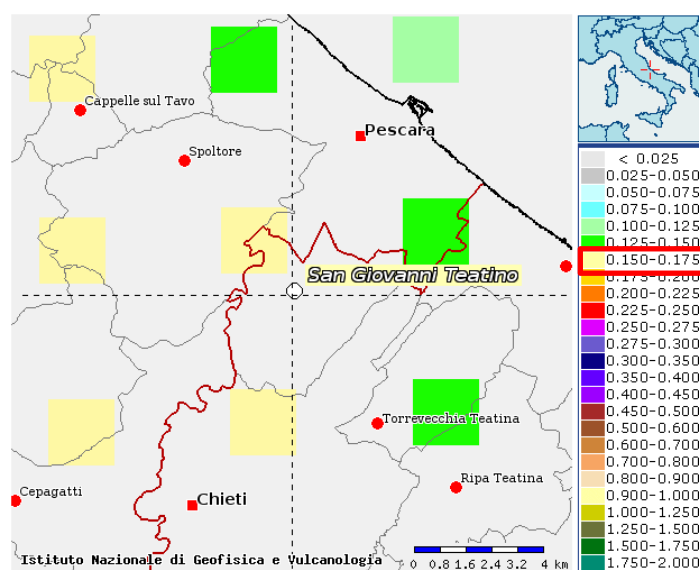 Cappelle sul Tavo
Pescara
Spoltore
San Giovanni Teatino
Torrevecchia Teatina
Ripa Teatina
Cepagatti
Chieti
Istituto Nazionale di Geofisica e Vulcanologia
0 0.8 1.6 2.4 3.2 4 km
< 0.025
0.025-0.050
0.050-0.075
0.075-0.100
0.100-0.125
0.125-0.150
0.150-0.175
0.175-0.200
0.200-0.225
0.225-0.250
0.250-0.275
0.275-0.300
0.300-0.350
0.350-0.400
0.400-0.450
0.450-0.500
0.500-0.600
0.600-0.700
0.700-0.800
0.800-0.900
0.900-1.000
1.000-1.250
1.250-1.500
1.500-1.750
1.750-2.000